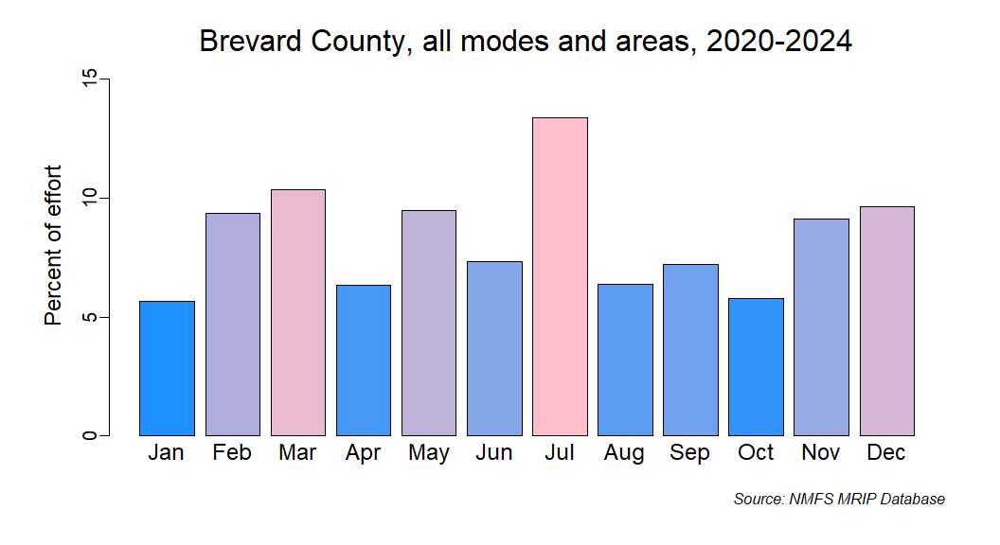 Brevard County, all modes and areas, 2020-2024
Percent of effort
15
10
5
0
Jan Feb Mar Apr May Jun Jul Aug Sep Oct Nov Dec
Source: NMFS MRIP Database